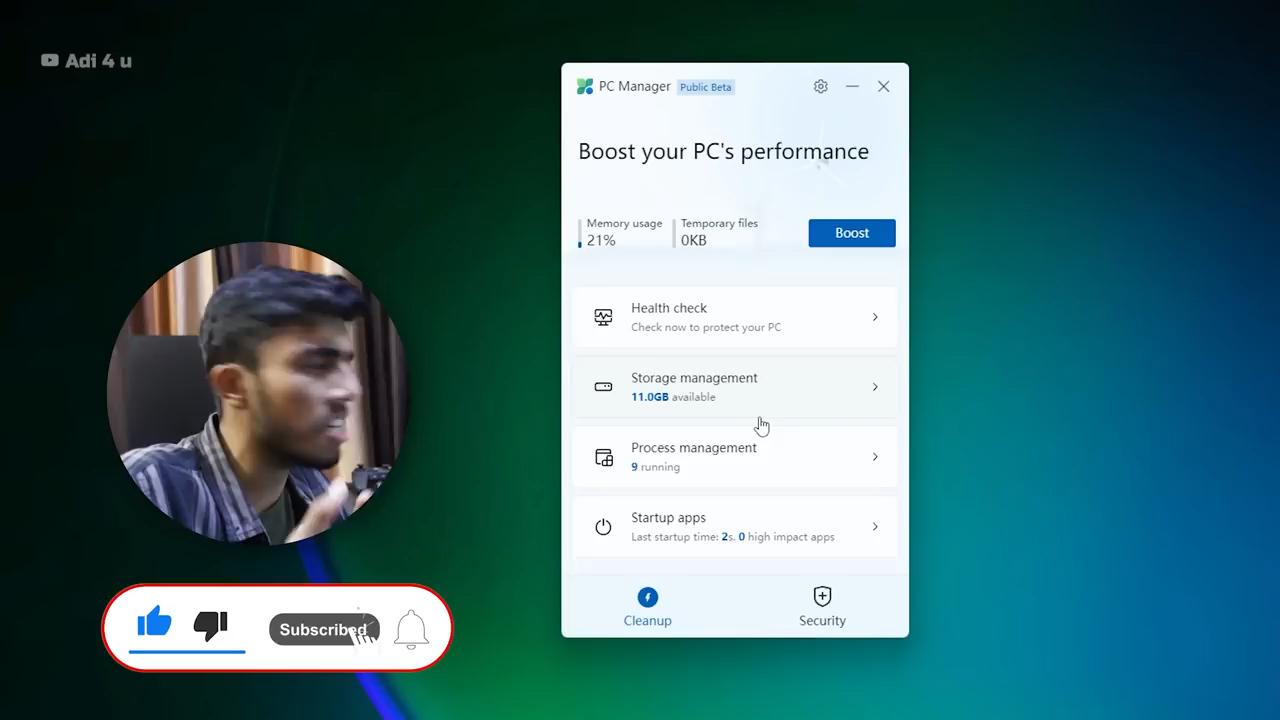 Adi 4 u
PC Manager Public Beta
Boost your PC's performance
Memory usage
21%
Temporary files
0KB
Boost
Health check
Check now to protect your PC
Storage management
11.0GB available
Process management
9 running
Startup apps
Last startup time: 2s. 0 high impact apps
Cleanup
Security
Subscribed